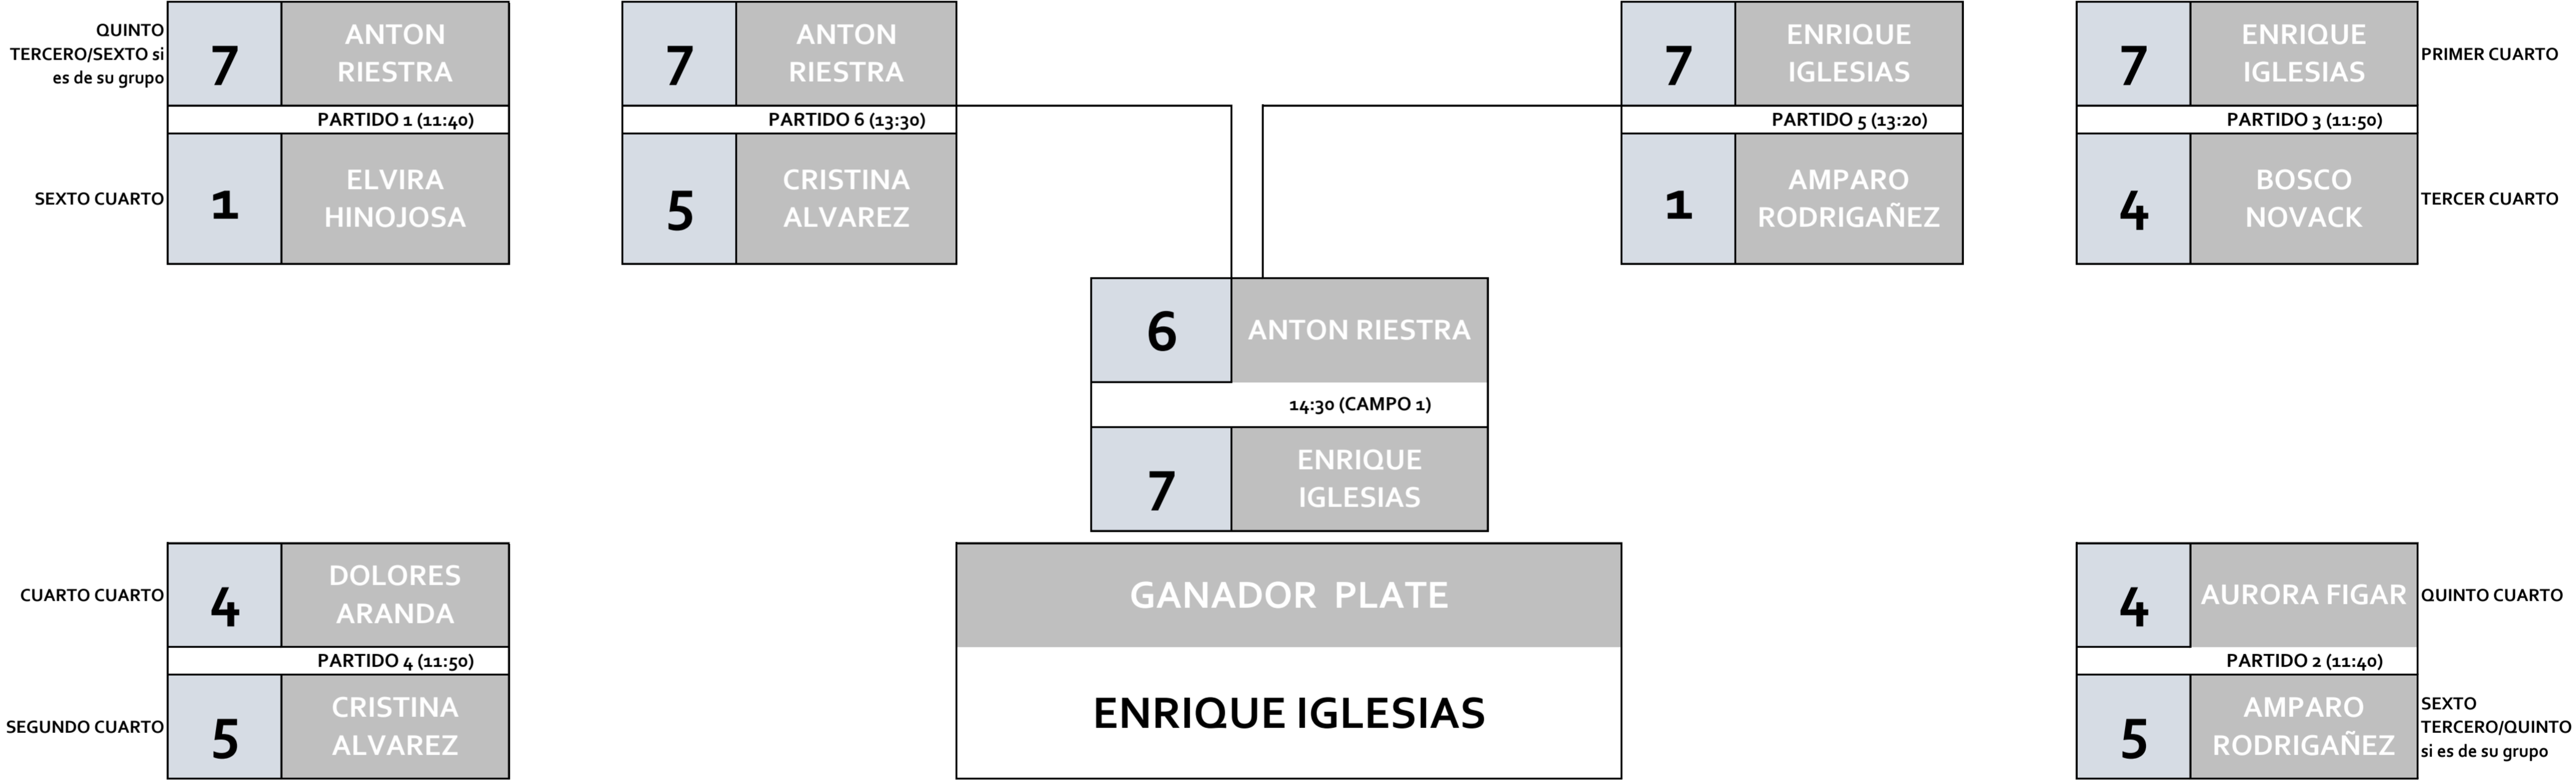 QUINTO
TERCERO/SEXTO si
es de su grupo
7
ANTON
RIESTRA
PARTIDO 1 (11:40)
SEXTO CUARTO
1
ELVIRA
HINOJOSA
7
ANTON
RIESTRA
PARTIDO 6 (13:30)
5
CRISTINA
ALVAREZ
7
ENRIQUE
IGLESIAS
PARTIDO 5 (13:20)
1
AMPARO
RODRIGAÑEZ
7
ENRIQUE
IGLESIAS
PRIMER CUARTO
PARTIDO 3 (11:50)
4
BOSCO
NOVACK
TERCER CUARTO
6
ANTON RIESTRA
14:30 (CAMPO 1)
7
ENRIQUE
IGLESIAS
CUARTO CUARTO
4
DOLORES
ARANDA
PARTIDO 4 (11:50)
SEGUNDO CUARTO
5
CRISTINA
ALVAREZ
GANADOR PLATE
ENRIQUE IGLESIAS
4
AURORA FIGAR
QUINTO CUARTO
PARTIDO 2 (11:40)
5
AMPARO
RODRIGAÑEZ
SEXTO
TERCERO/QUINTO
si es de su grupo